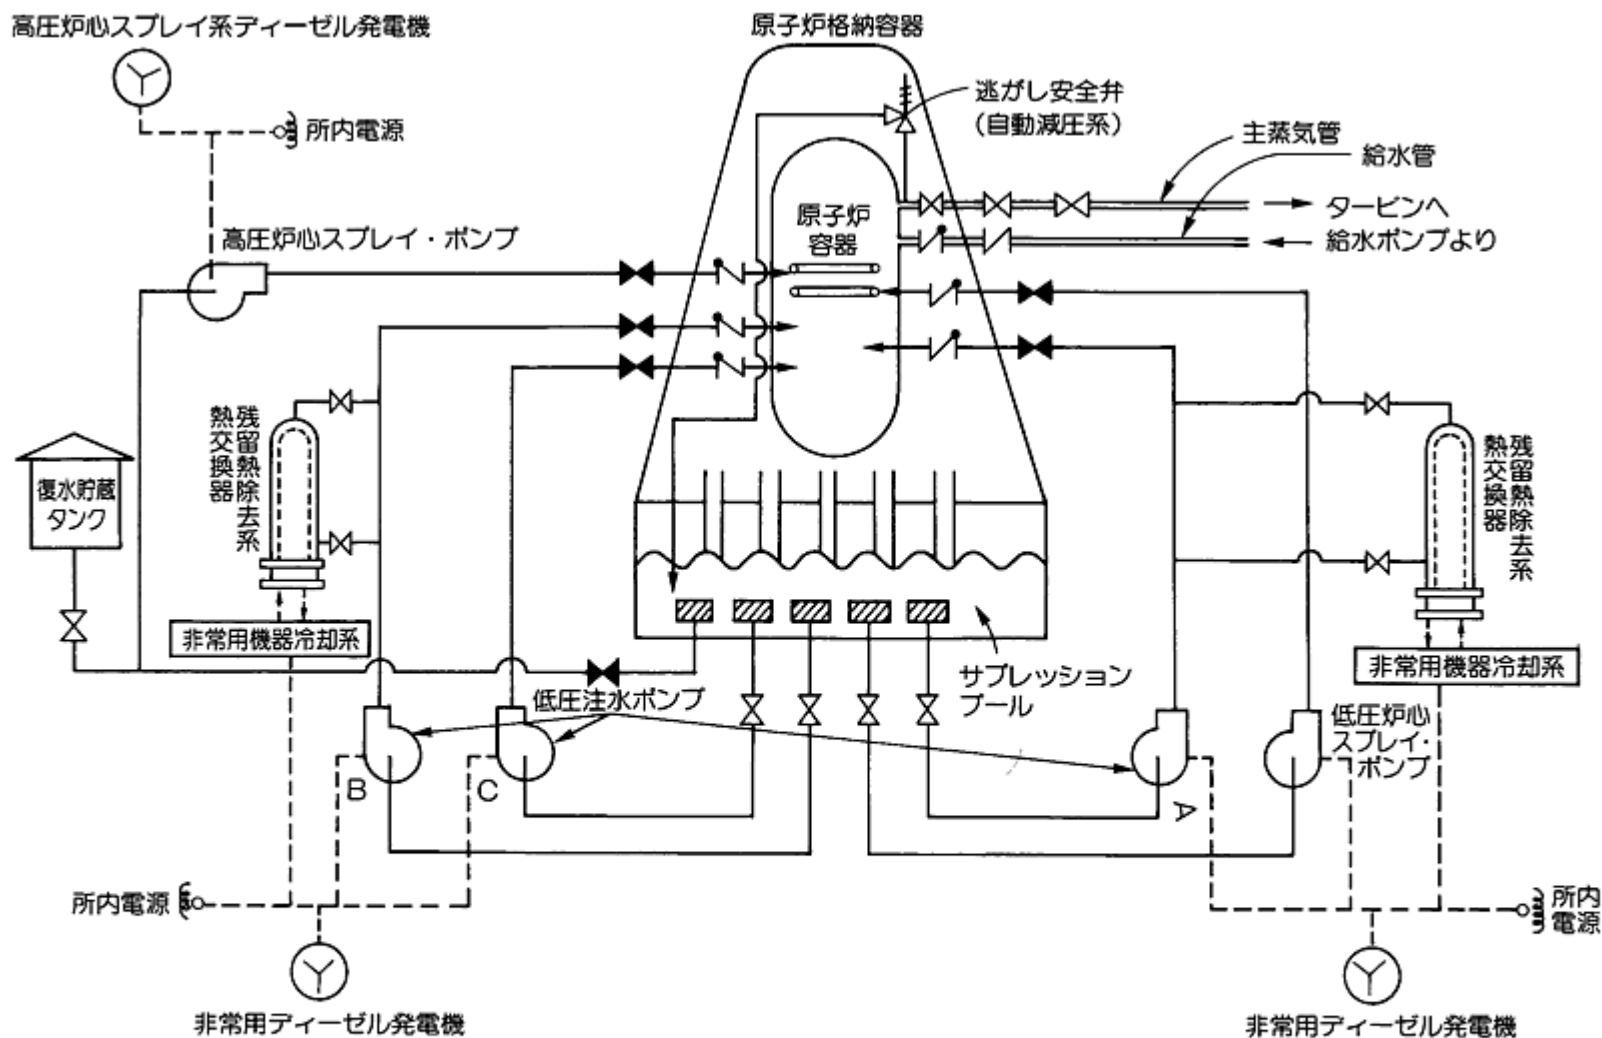 高圧炉心スプレイ系ディーゼル発電機
原子炉格納容器
所内電源
逃がし安全弁
(自動減圧系)
主蒸気管
給水管
タービンへ
給水ポンプより
高圧炉心スプレイ・ポンプ
原子炉
容器
残留熱除去系
熱交換器
復水貯蔵
タンク
残留熱除去系
熱交換器
非常用機器冷却系
非常用機器冷却系
サプレッション
プール
低圧注水ポンプ
低圧炉心
スプレイ・
ポンプ
B
C
A
所内電源
所内
電源
非常用ディーゼル発電機
非常用ディーゼル発電機